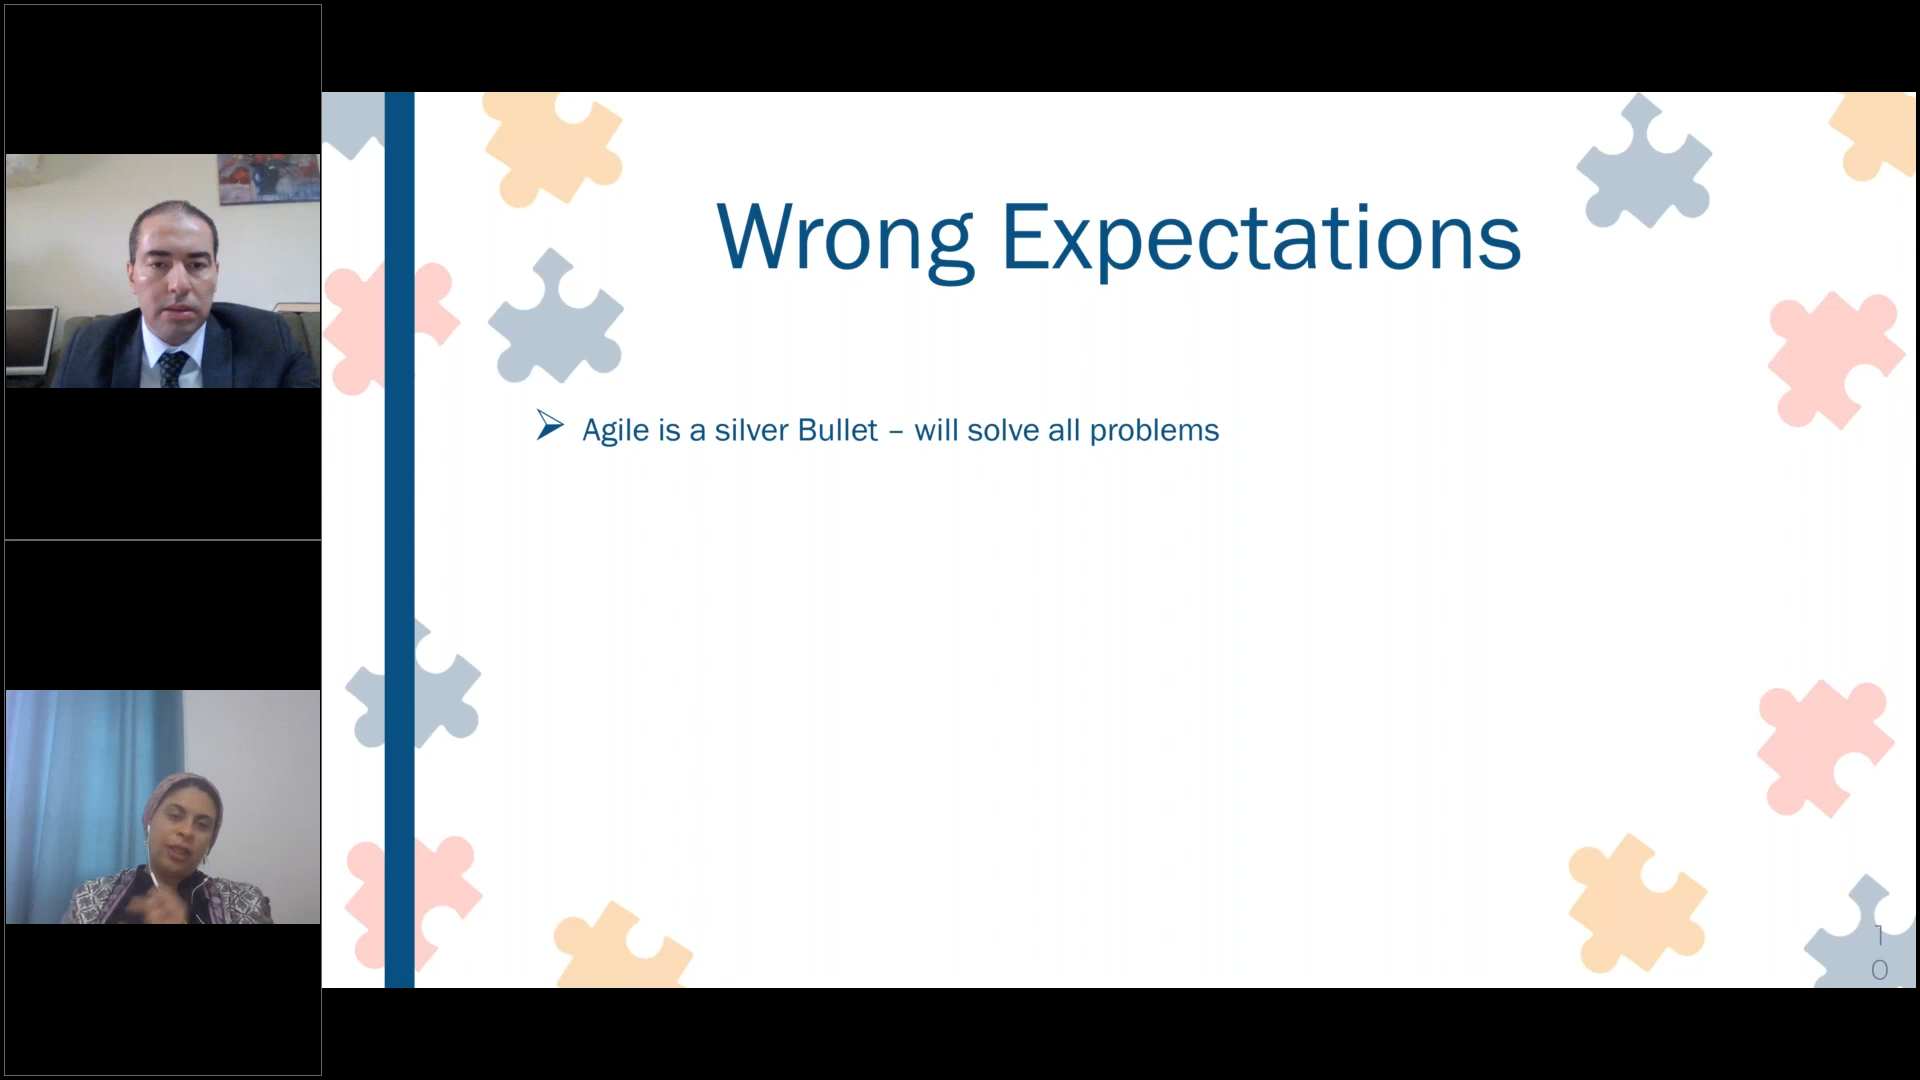 Wrong Expectations
Agile is a silver Bullet – will solve all problems
1
0